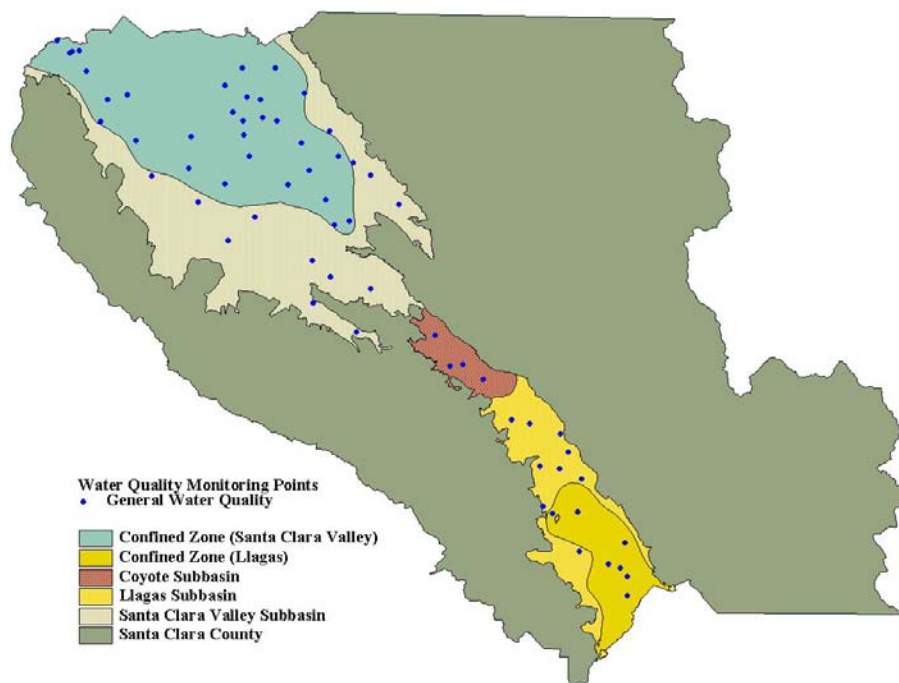 Water Quality Monitoring Points
General Water Quality
Confined Zone (Santa Clara Valley)
Confined Zone (Llagas)
Coyote Subbasin
Llagas Subbasin
Santa Clara Valley Subbasin
Santa Clara County